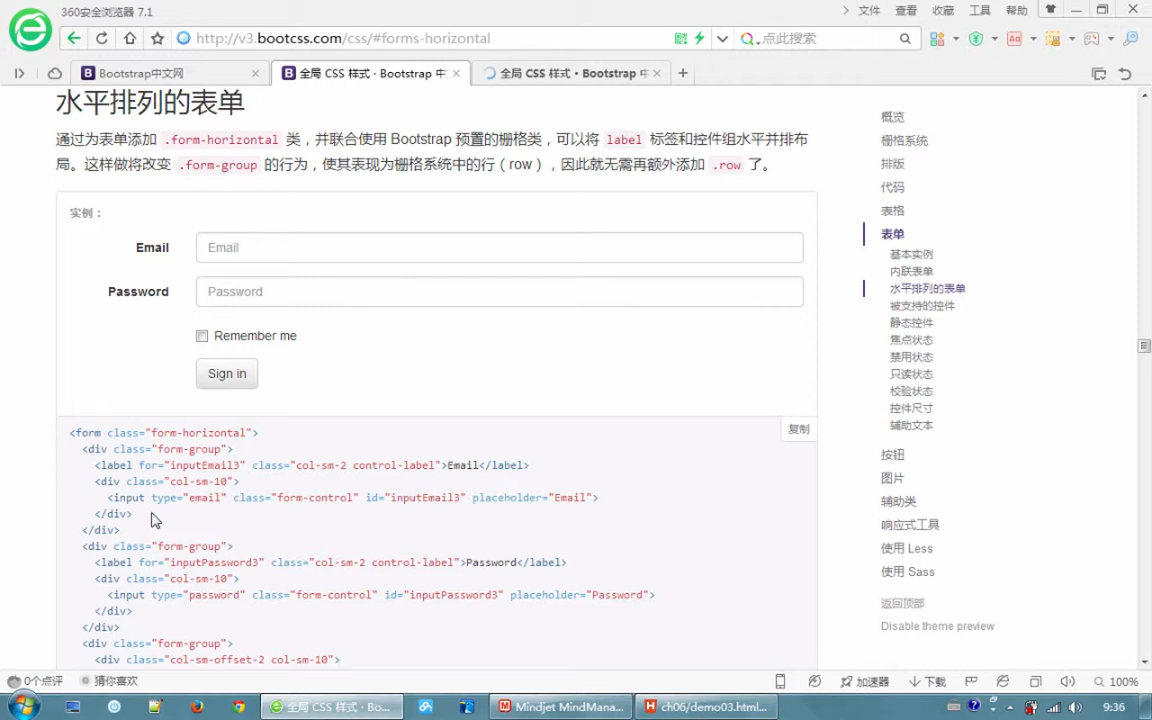 360安全浏览器 7.1
文件 查看 收藏 工具 帮助
http://v3.bootcss.com/css/#forms-horizontal
点此搜索
Bootstrap中文网
全局 CSS 样式 · Bootstrap 中
全局 CSS 样式 · Bootstrap 中
水平排列的表单
通过为表单添加 .form-horizontal 类，并联合使用 Bootstrap 预置的栅格类，可以将 label 标签和控件组水平并排布
局。这样做将改变 .form-group 的行为，使其表现为栅格系统中的行（row），因此就无需再额外添加 .row 了。
实例：
Email
Email
Password
Password
Remember me
Sign in
复制
<form class="form-horizontal">
<div class="form-group">
<label for="inputEmail3" class="col-sm-2 control-label">Email</label>
<div class="col-sm-10">
<input type="email" class="form-control" id="inputEmail3" placeholder="Email">
</div>
</div>
<div class="form-group">
<label for="inputPassword3" class="col-sm-2 control-label">Password</label>
<div class="col-sm-10">
<input type="password" class="form-control" id="inputPassword3" placeholder="Password">
</div>
</div>
<div class="form-group">
<div class="col-sm-offset-2 col-sm-10">
概览
栅格系统
排版
代码
表格
表单
基本实例
内联表单
水平排列的表单
被支持的控件
静态控件
焦点状态
禁用状态
只读状态
校验状态
控件尺寸
辅助文本
按钮
图片
辅助类
响应式工具
使用 Less
使用 Sass
返回顶部
Disable theme preview
0个点评
猜你喜欢
加速器
下载
100%
全局 CSS 样式 · Bo...
Mindjet MindMana...
ch06/demo03.html...
9:36